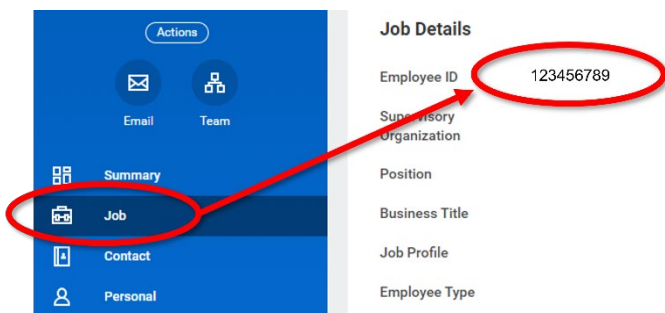 Actions
Email
Team
Summary
Job
Contact
Personal
Job Details
Employee ID 123456789
Supervisory
Organization
Position
Business Title
Job Profile
Employee Type